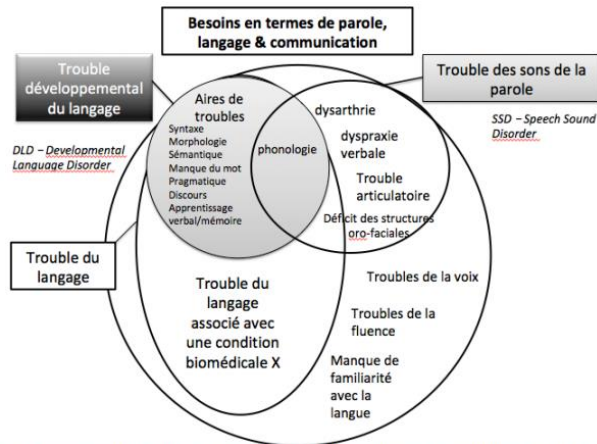 Besoins en termes de parole,
langage & communication
Trouble
développemental
du langage
DLD – Developmental
Language Disorder
Trouble des sons de la
parole
SSD – Speech Sound
Disorder
Aires de
troubles
Syntaxe
Morphologie
Sémantique
Manque du mot
Pragmatique
Discours
Apprentissage
verbal/mémoire
phonologie
dysarthrie
dyspraxie
verbale
Trouble
articulatoire
Déficit des structures
oro-faciales
Trouble du
langage
Trouble du
langage
associé avec
une condition
biomédicale X
Troubles de la voix
Troubles de la
fluence
Manque de
familiarité
avec la
langue